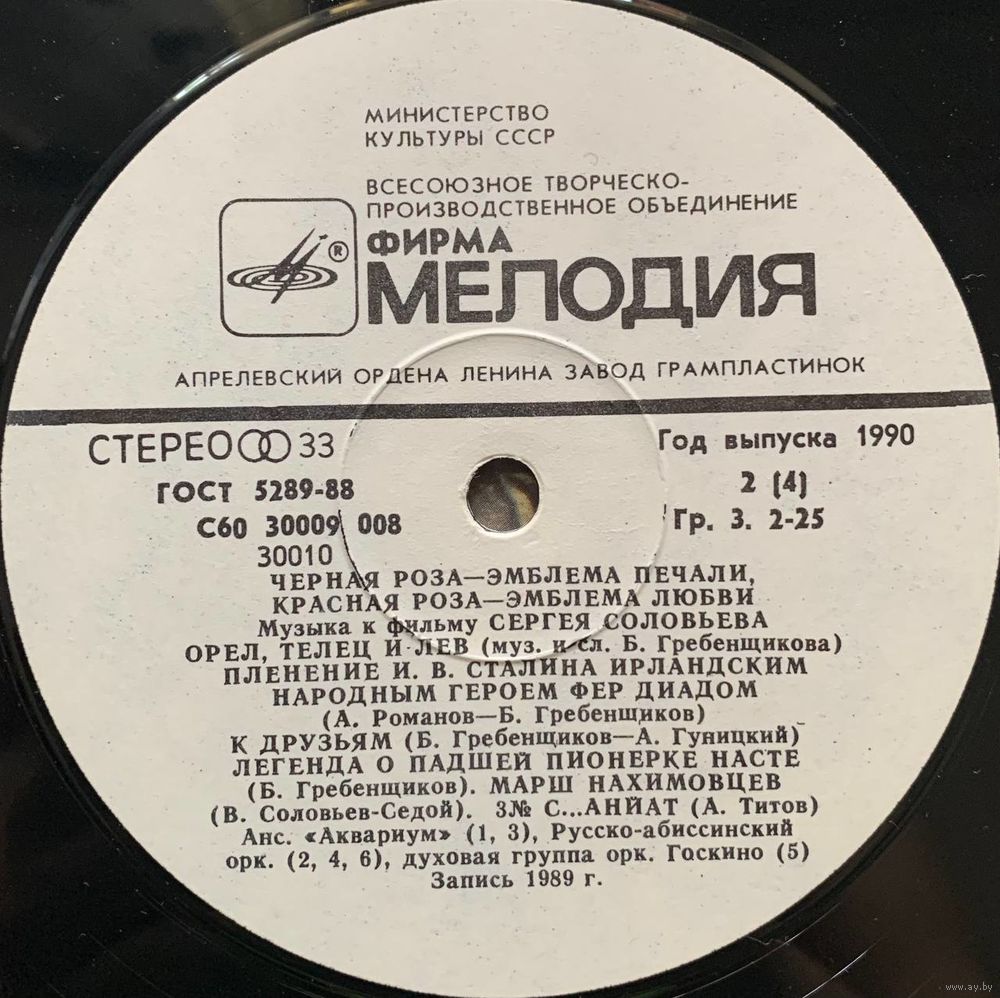 МИНИСТЕРСТВО
КУЛЬТУРЫ СССР
ВСЕСОЮЗНОЕ ТВОРЧЕСКО-
ПРОИЗВОДСТВЕННОЕ ОБЪЕДИНЕНИЕ
®
ФИРМА
МЕЛОДИЯ
АПРЕЛЕВСКИЙ ОРДЕНА ЛЕНИНА ЗАВОД ГРАМПЛАСТИНОК
СТЕРЕО 33 Год выпуска 1990
ГОСТ 5289-88 2 (4)
С60 30009 008 Гр. 3. 2-25
30010
ЧЕРНАЯ РОЗА—ЭМБЛЕМА ПЕЧАЛИ,
КРАСНАЯ РОЗА—ЭМБЛЕМА ЛЮБВИ
Музыка к фильму СЕРГЕЯ СОЛОВЬЕВА
ОРЕЛ, ТЕЛЕЦ И ЛЕВ (муз. и сл. Б. Гребенщикова)
ПЛЕНЕНИЕ И. В. СТАЛИНА ИРЛАНДСКИМ
НАРОДНЫМ ГЕРОЕМ ФЕР ДИАДОМ
(А. Романов—Б. Гребенщиков)
К ДРУЗЬЯМ (Б. Гребенщиков—А. Гуницкий)
ЛЕГЕНДА О ПАДШЕЙ ПИОНЕРКЕ НАСТЕ
(Б. Гребенщиков). МАРШ НАХИМОВЦЕВ
(В. Соловьев-Седой). 3№ С...АНЙАТ (А. Титов)
Анс. «Аквариум» (1, 3), Русско-абиссинский
орк. (2, 4, 6), духовая группа орк. Госкино (5)
Запись 1989 г.
www.ay.by